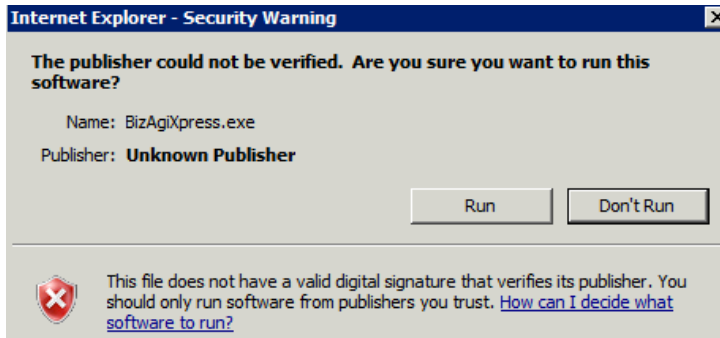 Internet Explorer - Security Warning
The publisher could not be verified. Are you sure you want to run this
software?
Name: BizAgiXpress.exe
Publisher: Unknown Publisher
Run
Don't Run
This file does not have a valid digital signature that verifies its publisher. You
should only run software from publishers you trust. How can I decide what
software to run?